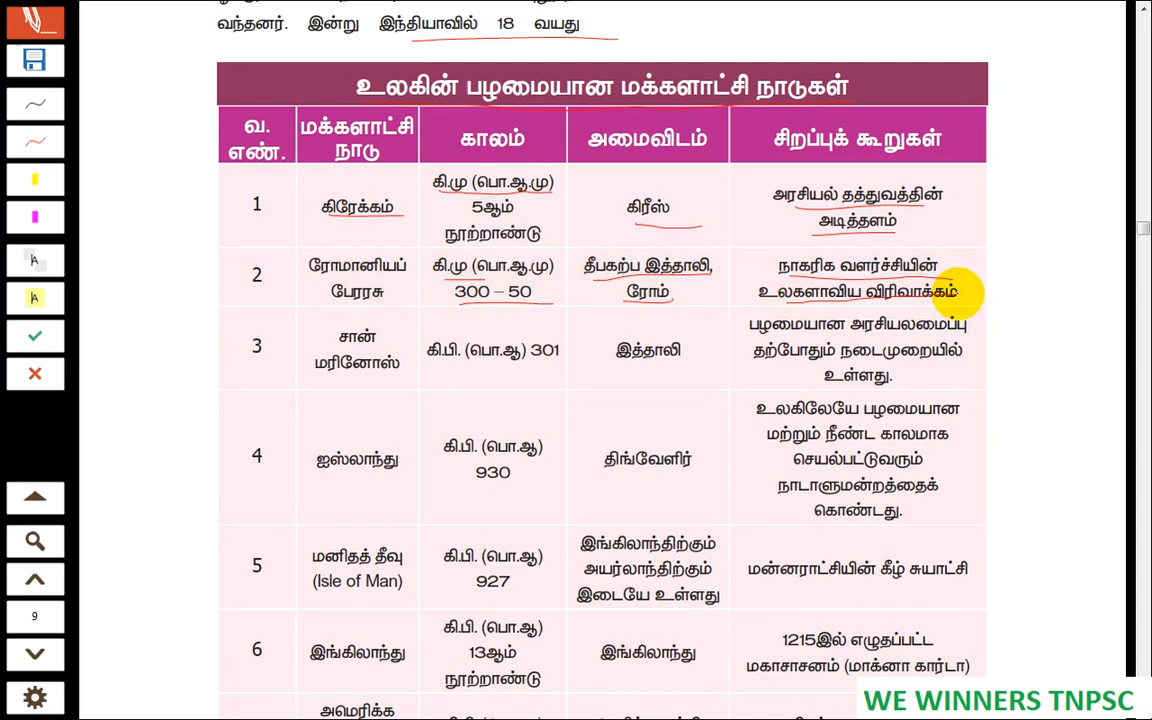 வந்தனர். இன்று இந்தியாவில் 18 வயது
உலகின் பழமையான மக்களாட்சி நாடுகள்
வ.
எண்.
மக்களாட்சி
நாடு
காலம்
அமைவிடம்
சிறப்புக் கூறுகள்
1
கிரேக்கம்
கி.மு (பொ.ஆ.மு)
5ஆம்
நூற்றாண்டு
கிரீஸ்
அரசியல் தத்துவத்தின்
அடித்தளம்
2
ரோமானியப்
பேரரசு
கி.மு (பொ.ஆ.மு)
300 – 50
தீபகற்ப இத்தாலி,
ரோம்
நாகரிக வளர்ச்சியின்
உலகளாவிய விரிவாக்கம்
3
சான்
மரினோஸ்
கி.பி. (பொ.ஆ) 301
இத்தாலி
பழமையான அரசியலமைப்பு
தற்போதும் நடைமுறையில்
உள்ளது.
4
ஐஸ்லாந்து
கி.பி. (பொ.ஆ)
930
திங்வேளிர்
உலகிலேயே பழமையான
மற்றும் நீண்ட காலமாக
செயல்பட்டுவரும்
நாடாளுமன்றத்தைக்
கொண்டது.
5
மனிதத் தீவு
(Isle of Man)
கி.பி. (பொ.ஆ)
927
இங்கிலாந்திற்கும்
அயர்லாந்திற்கும்
இடையே உள்ளது
மன்னராட்சியின் கீழ் சுயாட்சி
6
இங்கிலாந்து
கி.பி. (பொ.ஆ)
13ஆம்
நூற்றாண்டு
இங்கிலாந்து
1215இல் எழுதப்பட்ட
மகாசாசனம் (மாக்னா கார்டா)
அமெரிக்க
9
WE WINNERS TNPSC